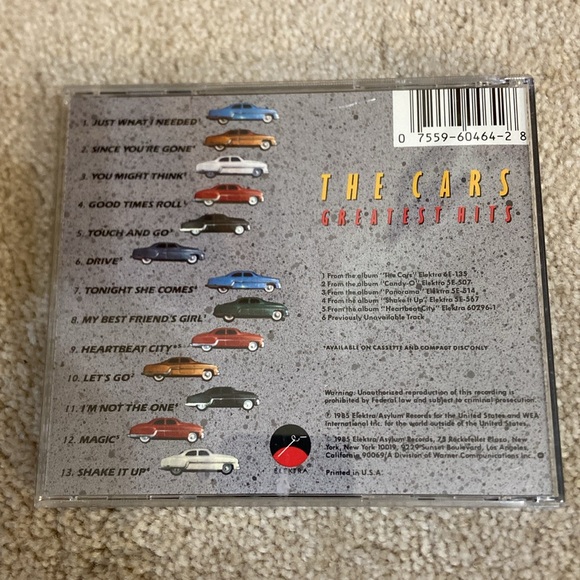 1. JUST WHAT I NEEDED¹
2. SINCE YOU'RE GONE⁴
3. YOU MIGHT THINK⁵
4. GOOD TIMES ROLL¹
5. TOUCH AND GO³
6. DRIVE⁵
7. TONIGHT SHE COMES⁶
8. MY BEST FRIEND'S GIRL¹
9. HEARTBEAT CITY*⁵
10. LET'S GO²
11. I'M NOT THE ONE⁴
12. MAGIC⁵
13. SHAKE IT UP⁴
0 07559-60464-2 8
THE CARS
GREATEST HITS
1 From the album "The Cars" Elektra 6E-135
2 From the album "Candy-O" Elektra 5E-507
3 From the album "Panorama" Elektra 5E-514
4 From the album "Shake It Up" Elektra 5E-567
5 From the album "Heartbeat City" Elektra 60296-1
6 Previously Unavailable Track
*AVAILABLE ON CASSETTE AND COMPACT DISC ONLY
Warning: Unauthorized reproduction of this recording is
prohibited by Federal law and subject to criminal prosecution.
℗ 1985 Elektra/Asylum Records for the United States and WEA
International Inc. for the world outside of the United States.
© 1985 Elektra/Asylum Records, 75 Rockefeller Plaza, New
York, New York 10019, 9229 Sunset Boulevard, Los Angeles,
California 90069/A Division of Warner Communications Inc.
Printed in U.S.A.
ELEKTRA